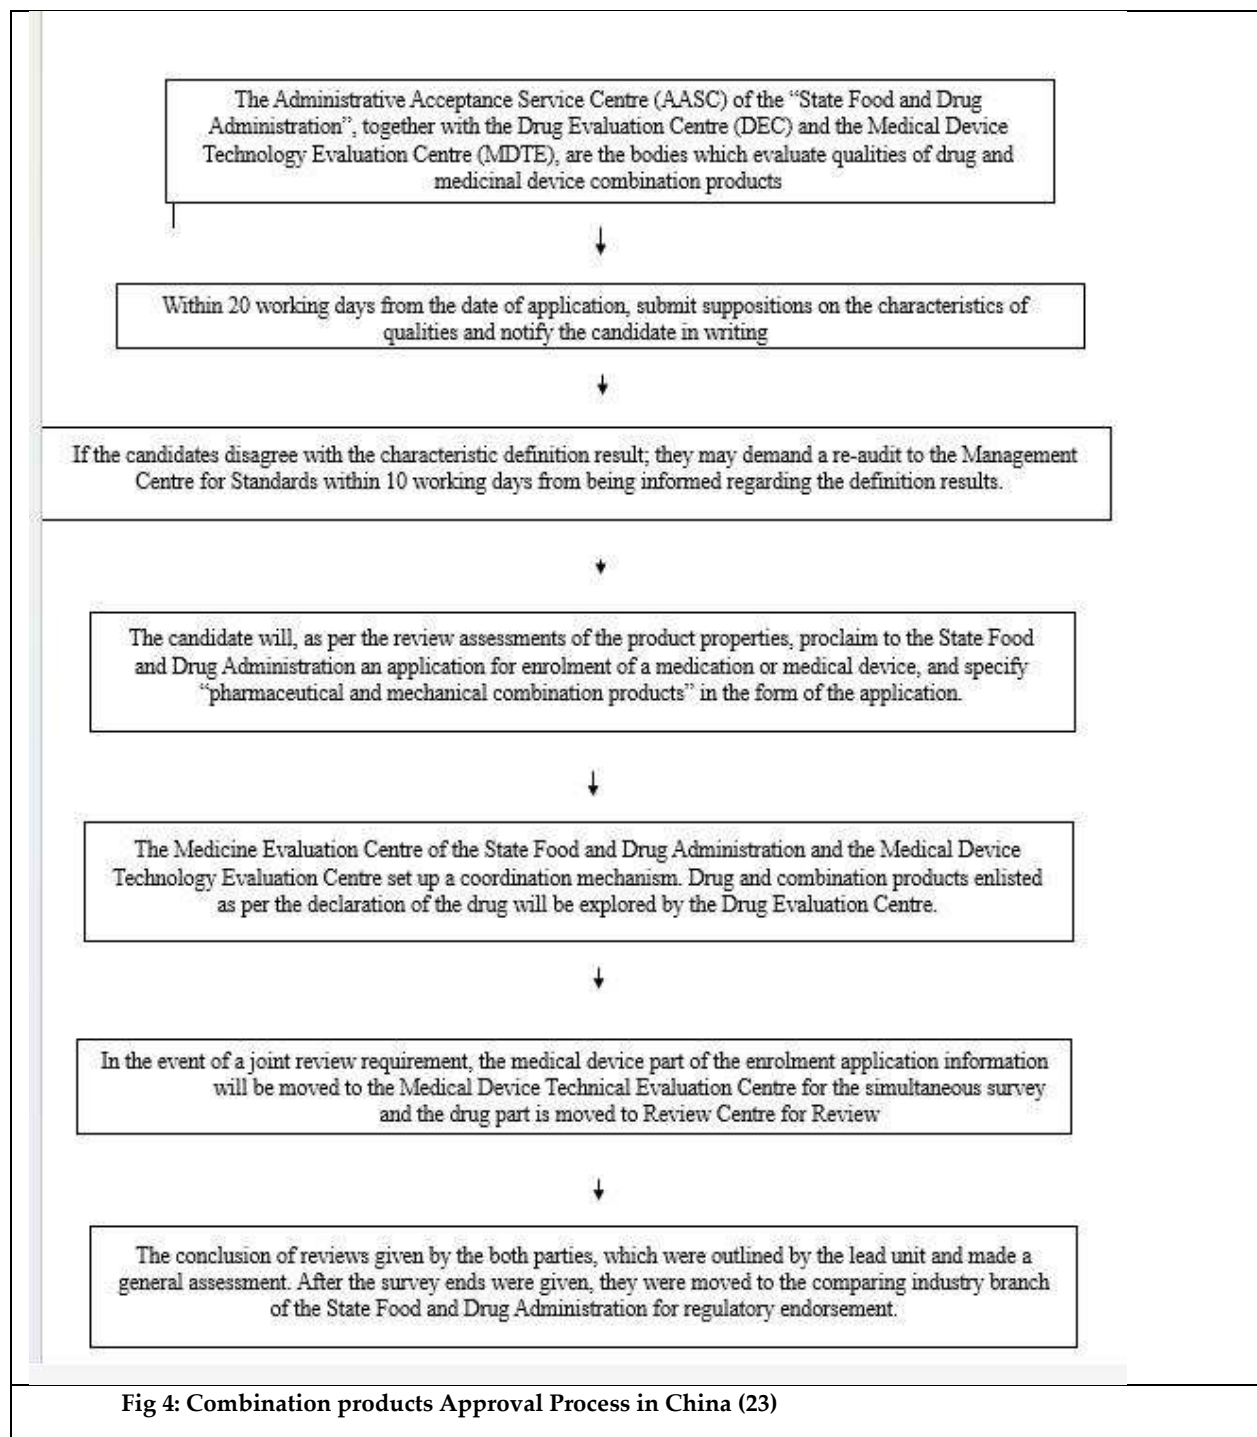 The Administrative Acceptance Service Centre (AASC) of the “State Food and Drug
Administration”, together with the Drug Evaluation Centre (DEC) and the Medical Device
Technology Evaluation Centre (MDTE), are the bodies which evaluate qualities of drug and
medicinal device combination products
Within 20 working days from the date of application, submit suppositions on the characteristics of
qualities and notify the candidate in writing
If the candidates disagree with the characteristic definition result; they may demand a re-audit to the Management
Centre for Standards within 10 working days from being informed regarding the definition results.
The candidate will, as per the review assessments of the product properties, proclaim to the State Food
and Drug Administration an application for enrolment of a medication or medical device, and specify
“pharmaceutical and mechanical combination products” in the form of the application.
The Medicine Evaluation Centre of the State Food and Drug Administration and the Medical Device
Technology Evaluation Centre set up a coordination mechanism. Drug and combination products enlisted
as per the declaration of the drug will be explored by the Drug Evaluation Centre.
In the event of a joint review requirement, the medical device part of the enrolment application information
will be moved to the Medical Device Technical Evaluation Centre for the simultaneous survey
and the drug part is moved to Review Centre for Review
The conclusion of reviews given by the both parties, which were outlined by the lead unit and made a
general assessment. After the survey ends were given, they were moved to the comparing industry branch
of the State Food and Drug Administration for regulatory endorsement.
Fig 4: Combination products Approval Process in China (23)